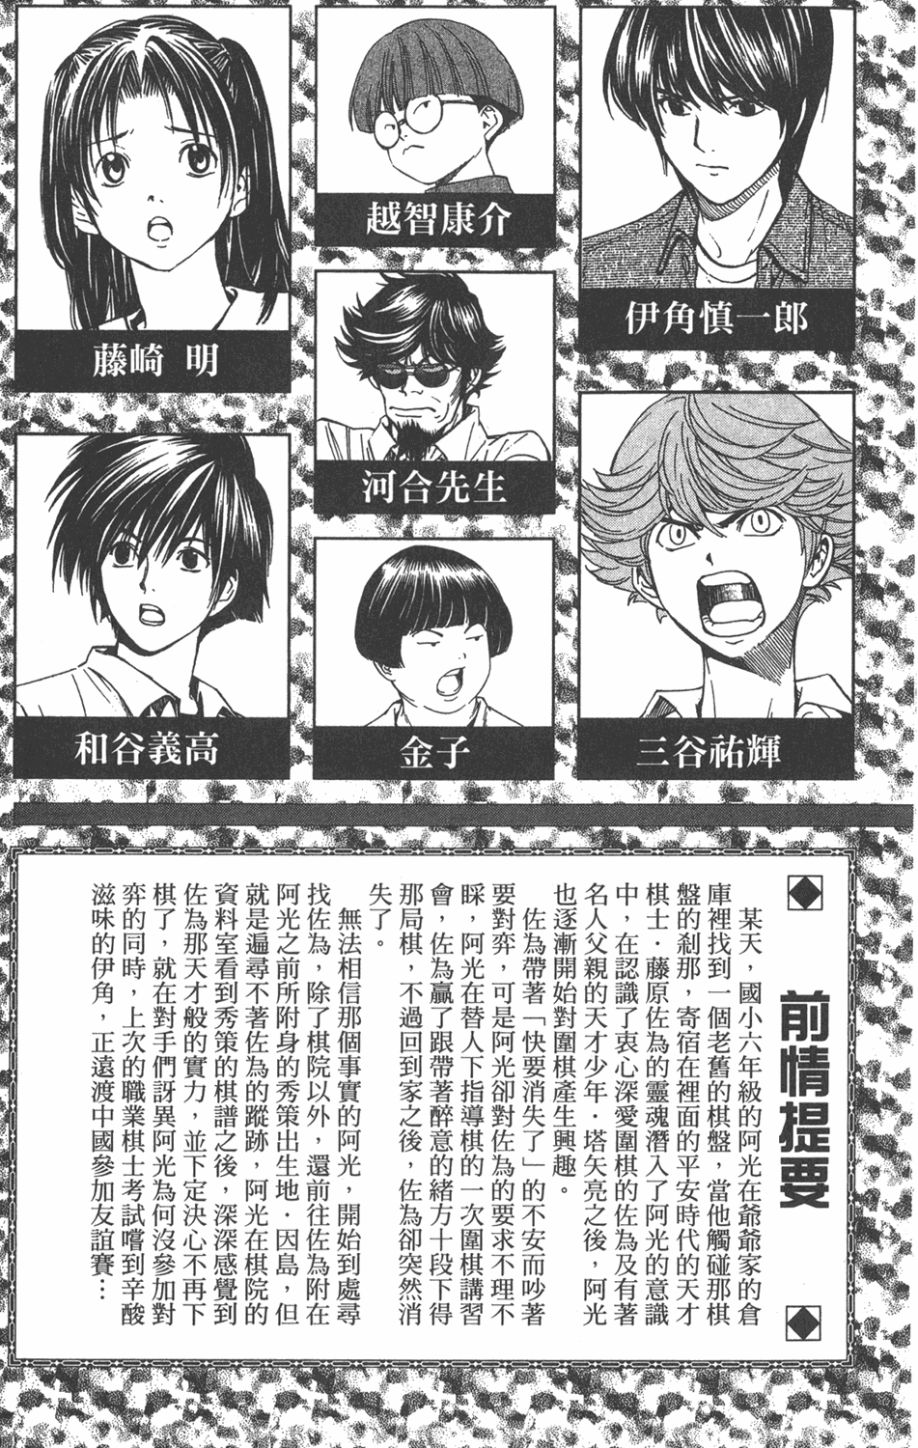 伊角慎一郎
越智康介
藤崎 明
河合先生
三谷祐輝
金子
和谷義高
前情提要
某天，國小六年級的阿光在爺爺家的倉
庫裡找到一個老舊的棋盤，當他觸碰那棋
盤的剎那，寄宿在裡面的平安時代的天才
棋士．藤原佐為的靈魂潛入了阿光的意識
中，在認識了衷心深愛圍棋的佐為及有著
名人父親的天才少年．塔矢亮之後，阿光
也逐漸開始對圍棋產生興趣。
佐為帶著「快要消失了」的不安而吵著
要對弈，可是阿光卻對佐為的要求不理不
睬，阿光在替人下指導棋的一次圍棋講習
會，佐為贏了跟帶著醉意的緒方十段下得
那局棋，不過回到家之後，佐為卻突然消
失了。
無法相信那個事實的阿光，開始到處尋
找佐為，除了棋院以外，還前往佐為附在
阿光之前所附身的秀策出生地．因島，但
就是遍尋不著佐為的蹤跡，阿光在棋院的
資料室看到秀策的棋譜之後，深深感覺到
佐為那天才般的實力，並下定決心不再下
棋了，就在對手們訝異阿光為何沒參加對
弈的同時，上次的職業棋士考試嚐到辛酸
滋味的伊角，正遠渡中國參加友誼賽…